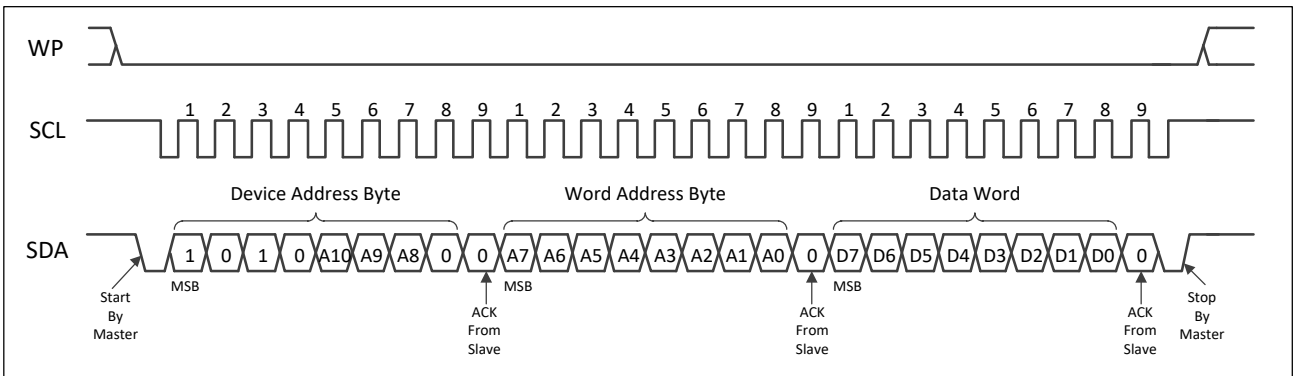 WP
1 2 3 4 5 6 7 8 9 1 2 3 4 5 6 7 8 9 1 2 3 4 5 6 7 8 9
SCL
Device Address Byte Word Address Byte Data Word
SDA 1 0 1 0 A10 A9 A8 0 0 A7 A6 A5 A4 A3 A2 A1 A0 0 D7 D6 D5 D4 D3 D2 D1 D0 0
MSB MSB MSB
Start ACK ACK ACK Stop
By From From From By
Master Slave Slave Slave Master